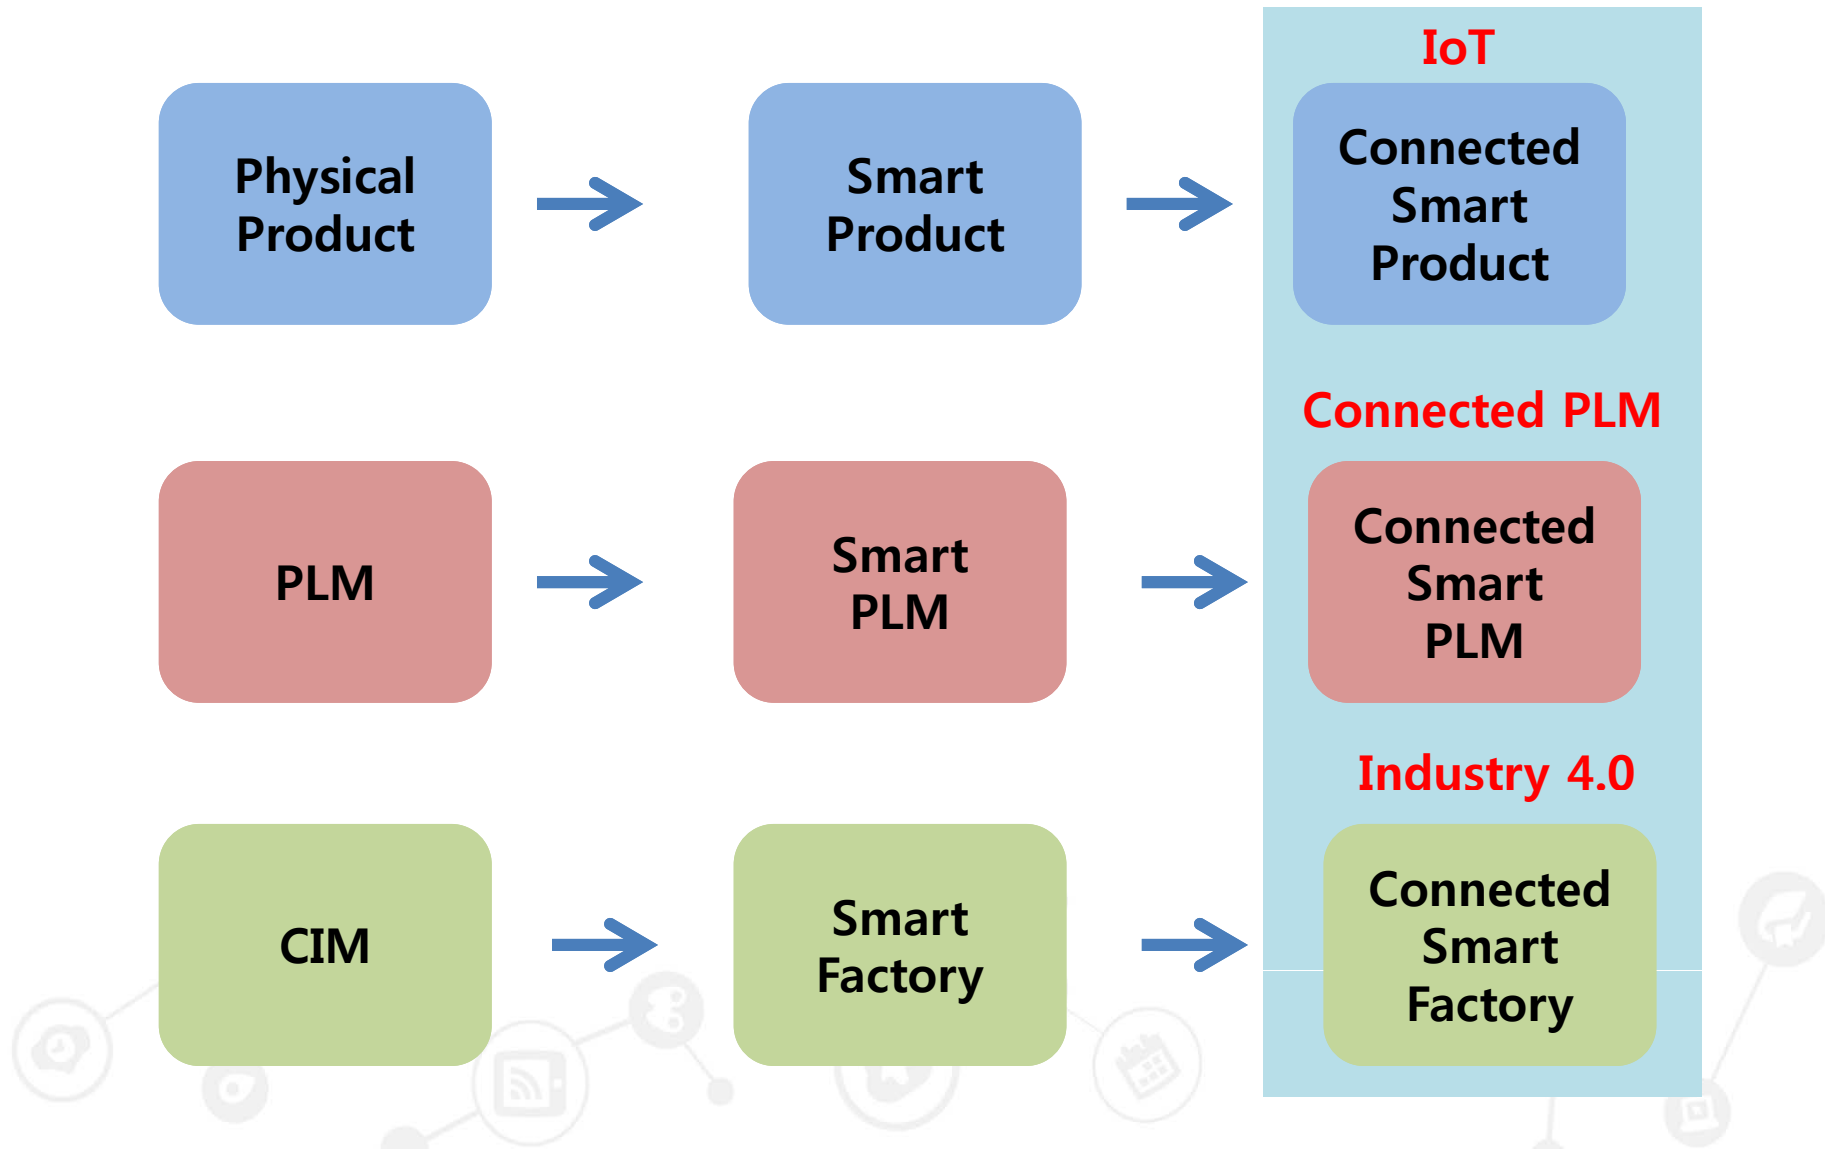 IoT
Physical
Product
Smart
Product
Connected
Smart
Product
Connected PLM
PLM
Smart
PLM
Connected
Smart
PLM
Industry 4.0
CIM
Smart
Factory
Connected
Smart
Factory